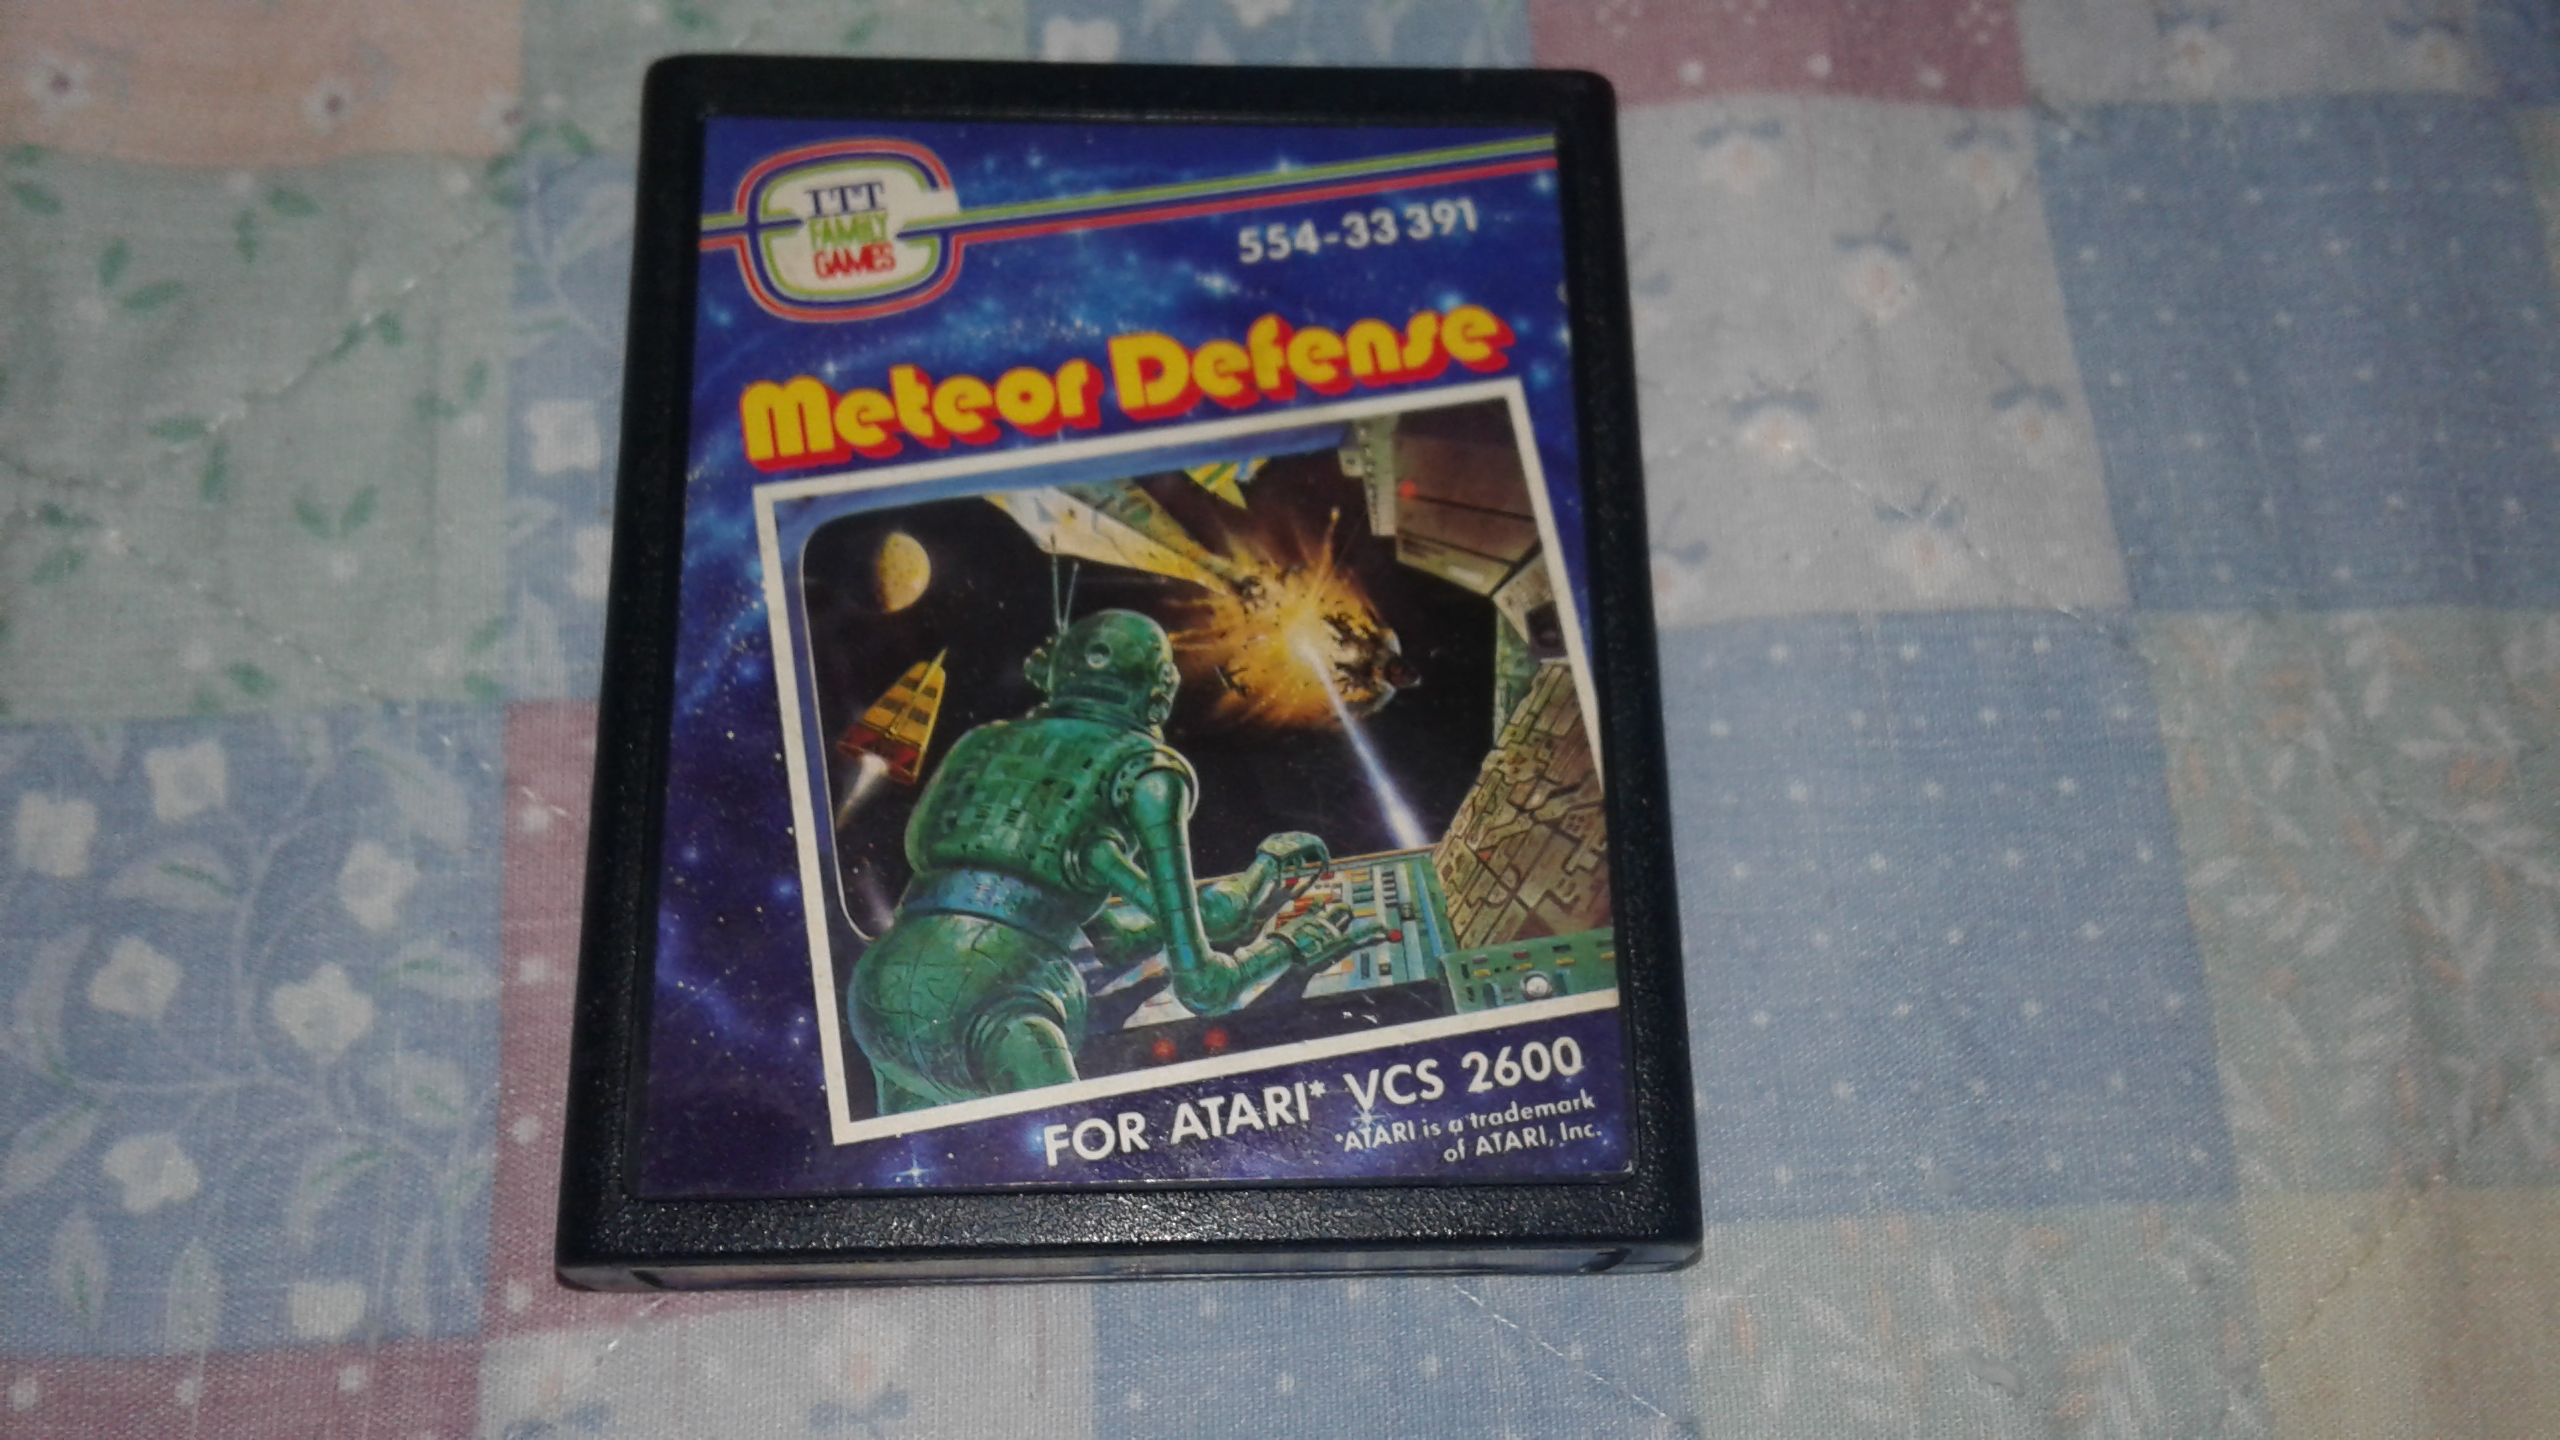 ITT
FAMILY
GAMES
554-33 391
Meteor Defense
FOR ATARI* VCS 2600
*ATARI is a trademark
of ATARI, Inc.